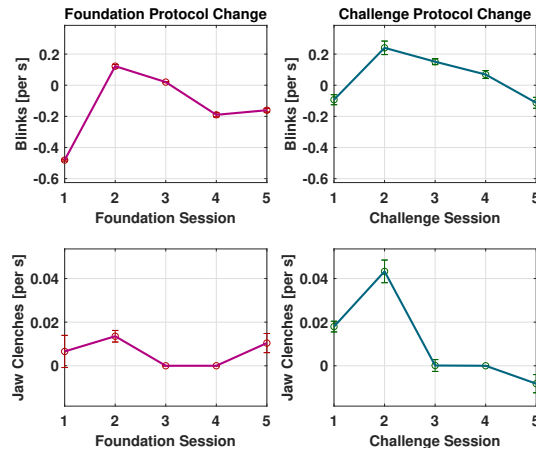 Foundation Protocol Change
Challenge Protocol Change
Blinks [per s]
0.2
0
-0.2
-0.4
-0.6
1 2 3 4 5
Foundation Session
Blinks [per s]
0.2
0
-0.2
-0.4
-0.6
1 2 3 4 5
Challenge Session
Jaw Clenches [per s]
0.04
0.02
0
1 2 3 4 5
Foundation Session
Jaw Clenches [per s]
0.04
0.02
0
1 2 3 4 5
Challenge Session